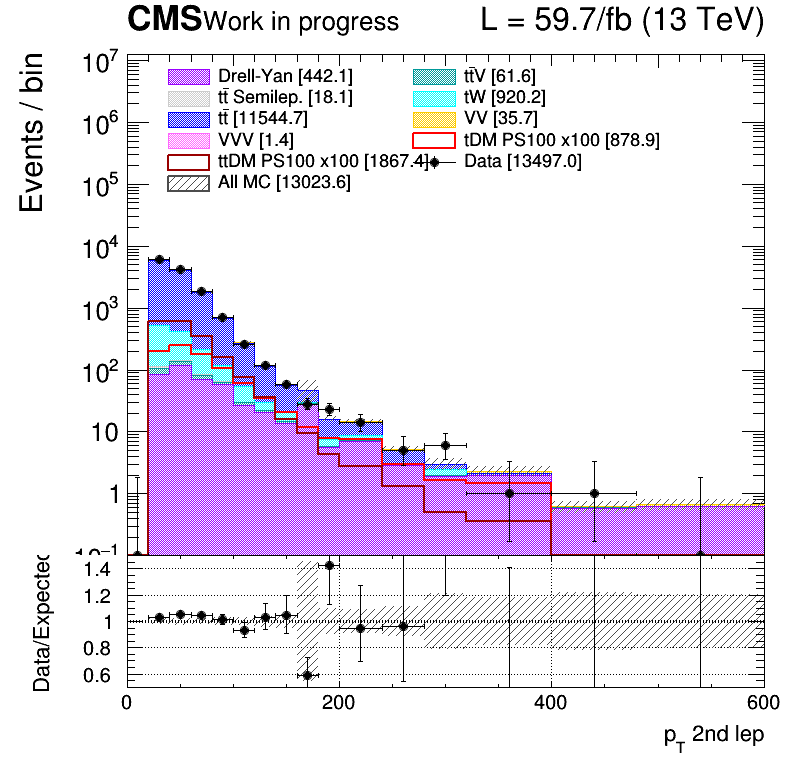 CMS Work in progress L = 59.7/fb (13 TeV)
Events / bin
10⁷
10⁶
10⁵
10⁴
10³
10²
10
1
10⁻¹
Drell-Yan [442.1]
tt̄V [61.6]
tt̄ Semilep. [18.1]
tW [920.2]
tt̄ [11544.7]
VV [35.7]
VVV [1.4]
tDM PS100 x100 [878.9]
ttDM PS100 x100 [1867.4]
Data [13497.0]
All MC [13023.6]
Data/Expected
1.4
1.2
1
0.8
0.6
0 200 400 600
p_T 2nd lep